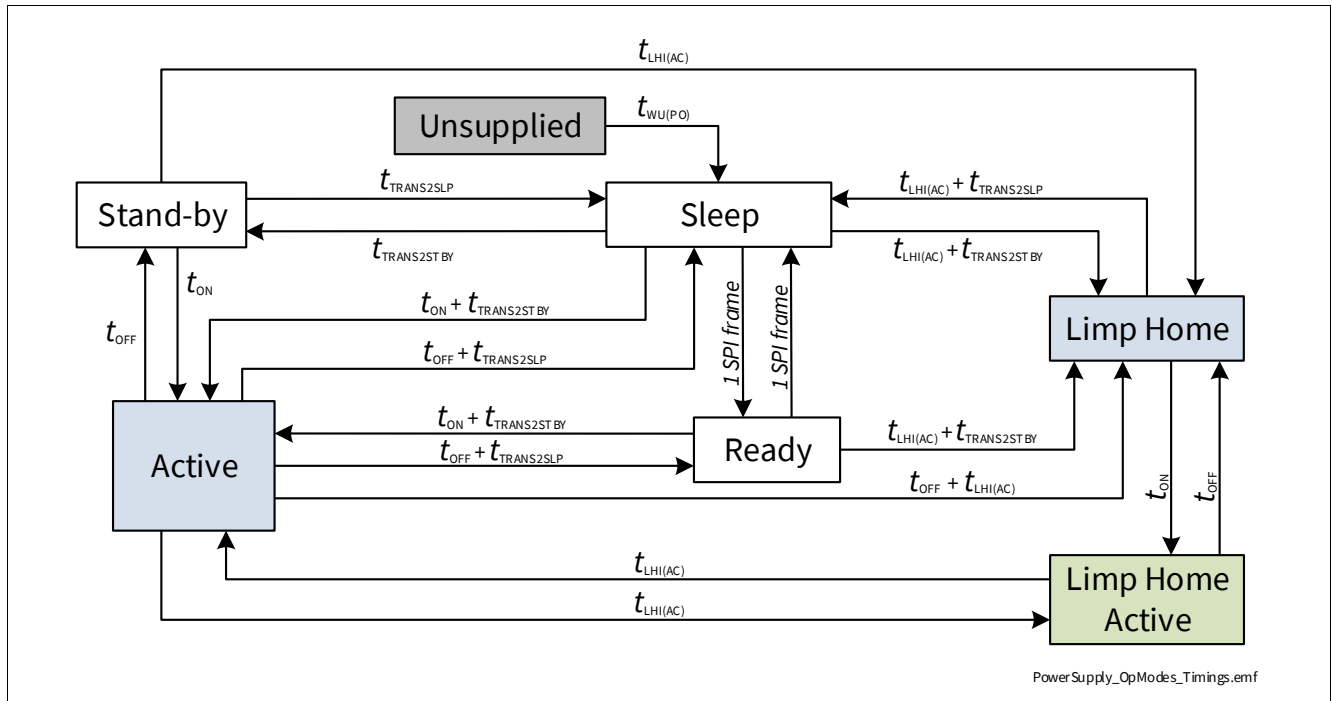 tLHI(AC)
Unsupplied
tWU(PO)
tTRANS2SLP
tLHI(AC) + tTRANS2SLP
Stand-by
Sleep
tTRANS2STBY
tLHI(AC) + tTRANS2STBY
tON
tON + tTRANS2STBY
1 SPI frame
1 SPI frame
Limp Home
tOFF
tOFF + tTRANS2SLP
tON + tTRANS2STBY
tLHI(AC) + tTRANS2STBY
Active
Ready
tOFF + tTRANS2SLP
tOFF + tLHI(AC)
tON
tOFF
tLHI(AC)
Limp Home
Active
tLHI(AC)
PowerSupply_OpModes_Timings.emf